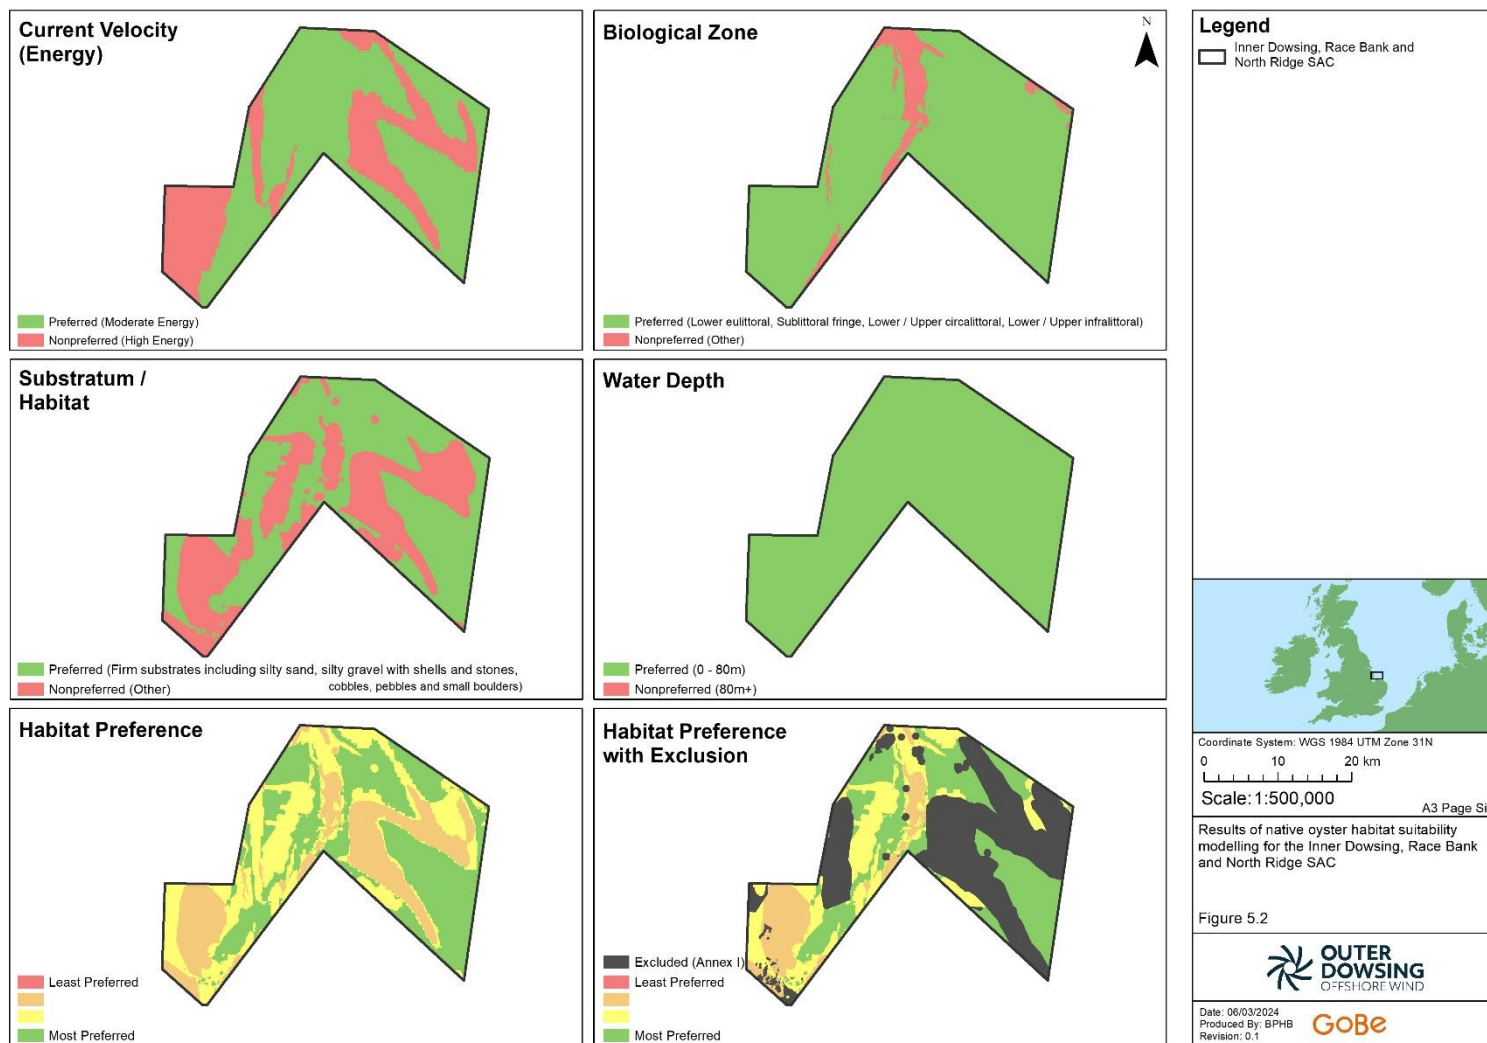 Current Velocity
(Energy)
Preferred (Moderate Energy)
Nonpreferred (High Energy)
Biological Zone
N
Preferred (Lower eulittoral, Sublittoral fringe, Lower / Upper circalittoral, Lower / Upper infralittoral)
Nonpreferred (Other)
Substratum /
Habitat
Preferred (Firm substrates including silty sand, silty gravel with shells and stones,
cobbles, pebbles and small boulders)
Nonpreferred (Other)
Water Depth
Preferred (0 - 80m)
Nonpreferred (80m+)
Habitat Preference
Least Preferred
Most Preferred
Habitat Preference
with Exclusion
Excluded (Annex I)
Least Preferred
Most Preferred
Legend
Inner Dowsing, Race Bank and
North Ridge SAC
Coordinate System: WGS 1984 UTM Zone 31N
0 10 20 km
Scale: 1:500,000
A3 Page Si
Results of native oyster habitat suitability
modelling for the Inner Dowsing, Race Bank
and North Ridge SAC
Figure 5.2
OUTER
DOWSING
OFFSHORE WIND
Date: 06/03/2024
Produced By: BPHB
Revision: 0.1
GoBe